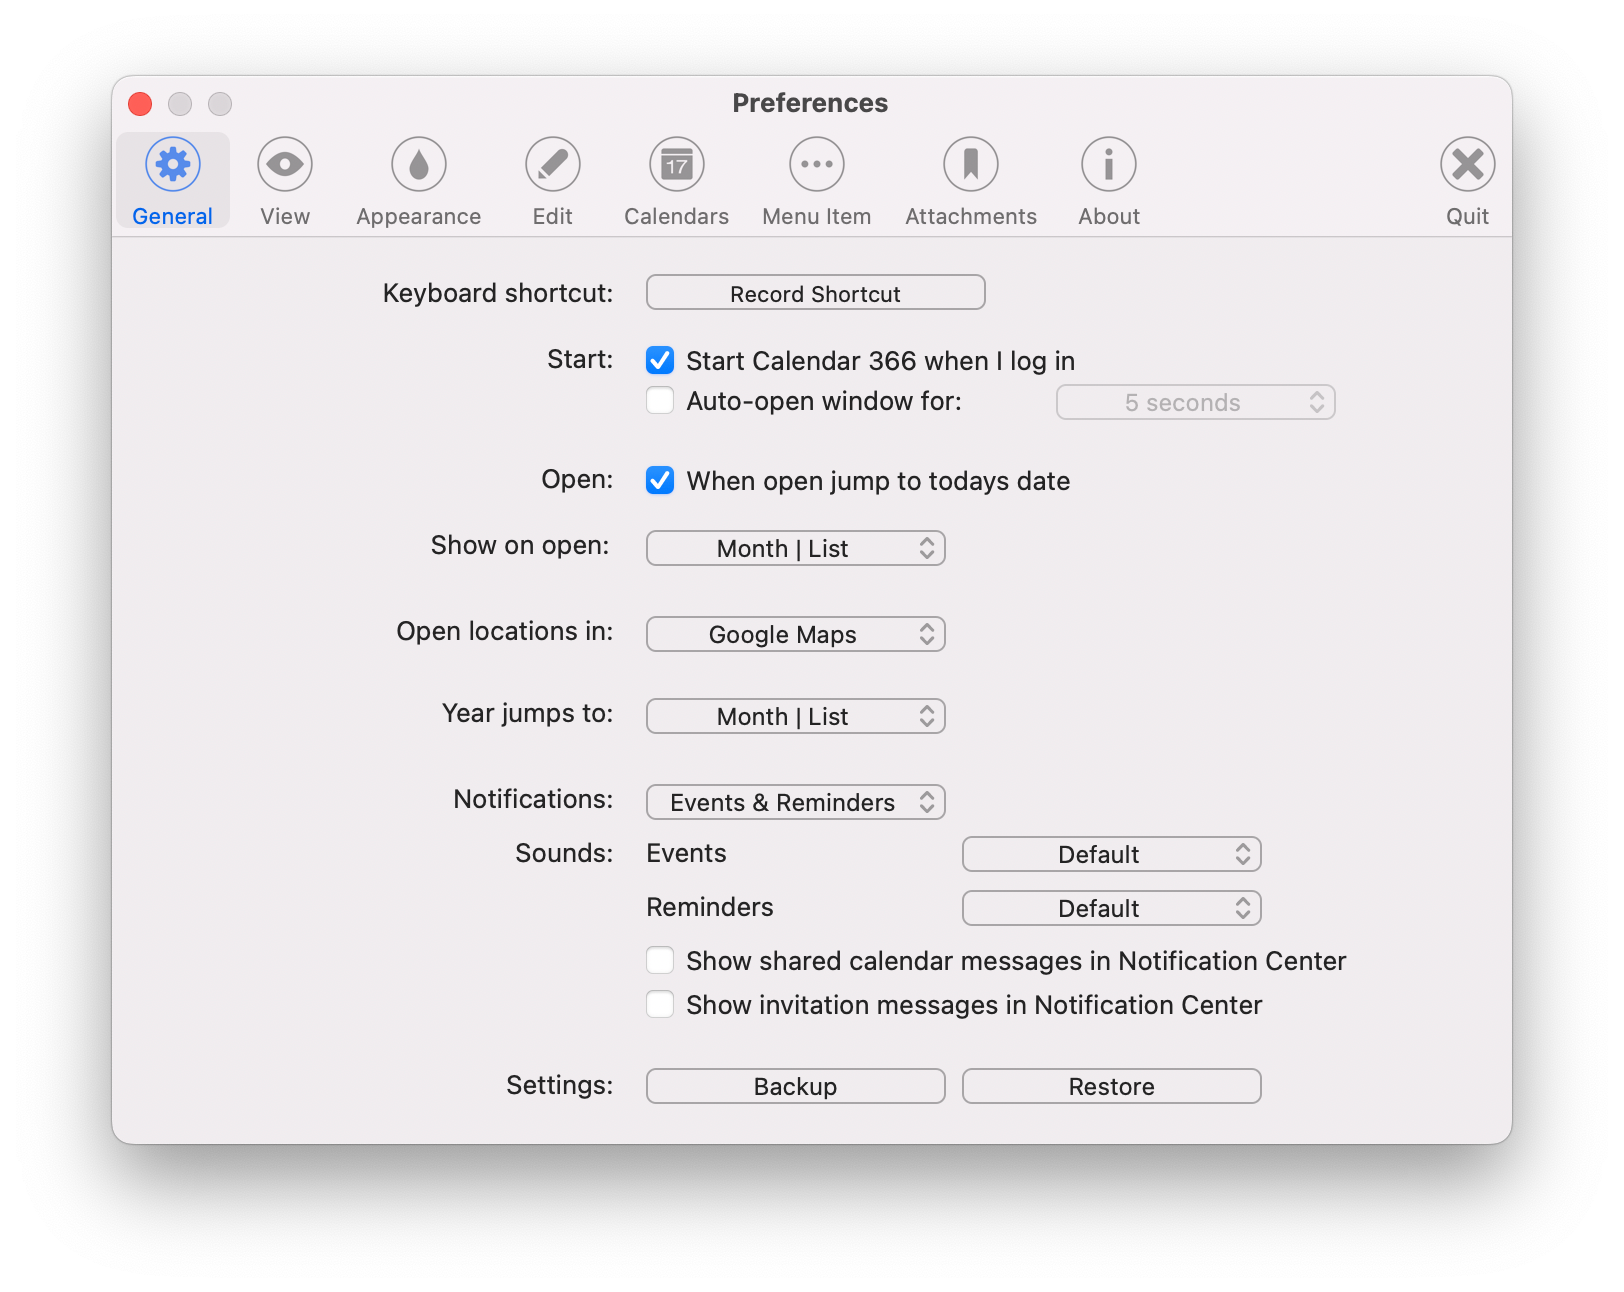 Preferences
General View Appearance Edit 17 Calendars Menu Item Attachments About Quit
Keyboard shortcut: Record Shortcut
Start: Start Calendar 366 when I log in
Auto-open window for: 5 seconds
Open: When open jump to todays date
Show on open: Month | List
Open locations in: Google Maps
Year jumps to: Month | List
Notifications: Events & Reminders
Sounds: Events Default
Reminders Default
Show shared calendar messages in Notification Center
Show invitation messages in Notification Center
Settings: Backup Restore